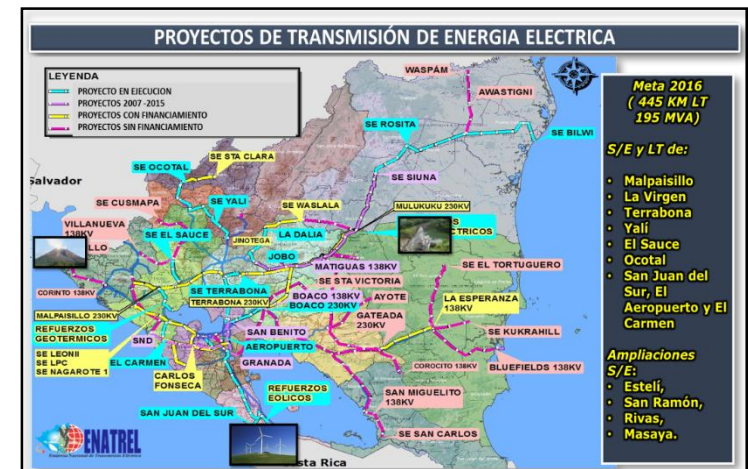 PROYECTOS DE TRANSMISIÓN DE ENERGIA ELECTRICA
LEYENDA
PROYECTO EN EJECUCION
PROYECTOS 2007 -2015
PROYECTOS CON FINANCIAMIENTO
PROYECTOS SIN FINANCIAMIENTO
WASPÁM
AWASTIGNI
SE ROSITA
SE BILWI
SE STA CLARA
SE OCOTAL
Salvador
SE SIUNA
SE CUSMAPA
SE YALI
SE WASLALA
MULUKUKU 230KV
VILLANUEVA
138KV
SE EL SAUCE
JINOTEGA
LA DALIA
JOBO
MATIGUAS 138KV
SE EL TORTUGUERO
CORINTO 138KV
SE TERRABONA
TERRABONA 230KV
SE STA VICTORIA
BOACO 138KV
BOACO 230KV
AYOTE
LA ESPERANZA
138KV
MALPAISILLO 230KV
GATEADA
230KV
REFUERZOS
GEOTERMICOS
SND
SAN BENITO
SE KUKRAHILL
SE LEONII
SE LPC
SE NAGAROTE 1
EL CARMEN
AEROPUERTO
CARLOS
FONSECA
GRANADA
COROCITO 138KV
BLUEFIELDS 138KV
REFUERZOS
EOLICOS
SAN MIGUELITO
138KV
SAN JUAN DEL SUR
SE SAN CARLOS
ENATREL
sta Rica
Meta 2016
( 445 KM LT
195 MVA)
S/E y LT de:
• Malpaisillo
• La Virgen
• Terrabona
• Yalí
• El Sauce
• Ocotal
• San Juan del
Sur, El
Aeropuerto y El
Carmen
Ampliaciones
S/E:
• Estelí,
• San Ramón,
• Rivas,
• Masaya.